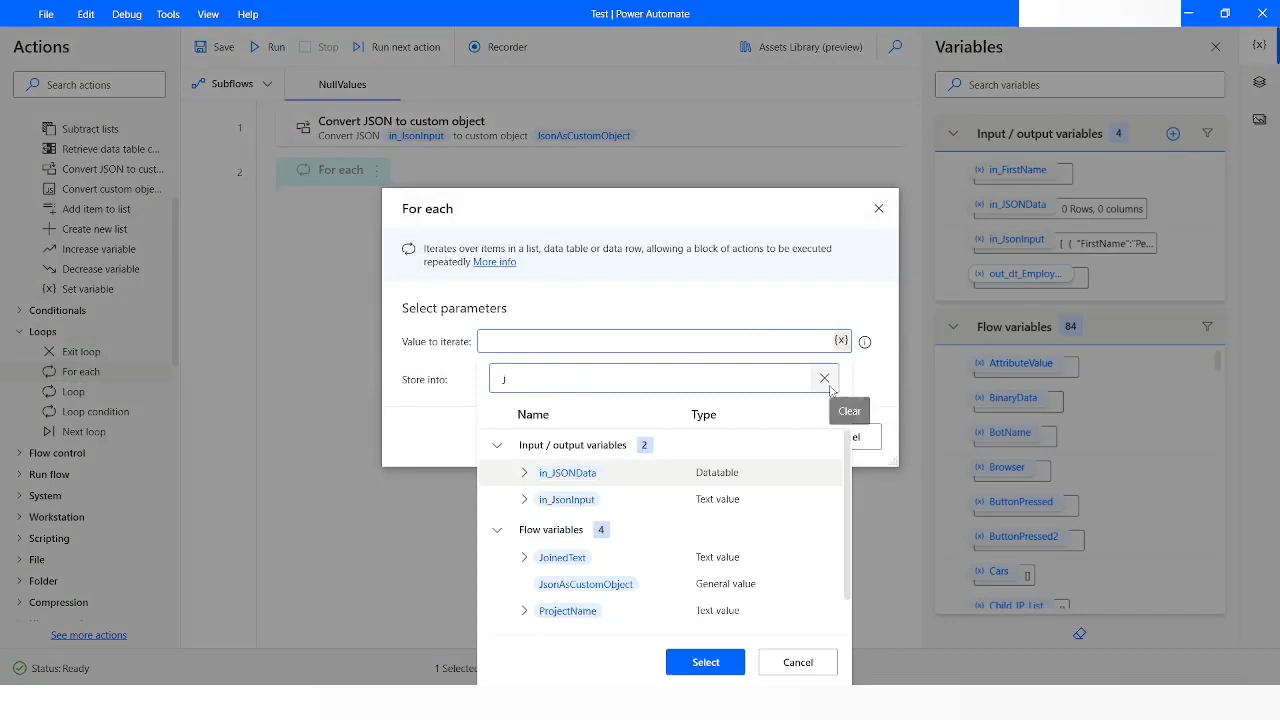 File Edit Debug Tools View Help Test | Power Automate
Actions
Search actions
Subtract lists
Retrieve data table c...
Convert JSON to cust...
Convert custom obje...
Add item to list
Create new list
Increase variable
Decrease variable
{x} Set variable
Conditionals
Loops
Exit loop
For each
Loop
Loop condition
Next loop
Flow control
Run flow
System
Workstation
Scripting
File
Folder
Compression
See more actions
Save Run Stop Run next action Recorder Assets Library (preview)
Subflows NullValues
1 Convert JSON to custom object
Convert JSON in_JsonInput to custom object JsonAsCustomObject
2 For each
For each
Iterates over items in a list, data table or data row, allowing a block of actions to be executed
repeatedly More info
Select parameters
Value to iterate: {x}
Store into:
j
Clear
Name Type
Input / output variables 2
in_JSONData Datatable
in_JsonInput Text value
Flow variables 4
JoinedText Text value
JsonAsCustomObject General value
ProjectName Text value
Select Cancel
Variables {x}
Search variables
Input / output variables 4
(x) in_FirstName
(x) in_JSONData 0 Rows, 0 columns
(x) in_JsonInput [ { "FirstName":"Pe...
(x) out_dt_Employ...
Flow variables 84
(x) AttributeValue
(x) BinaryData
(x) BotName
(x) Browser
(x) ButtonPressed
(x) ButtonPressed2
(x) Cars []
(x) Child_JP_List
Status: Ready 1 Selected